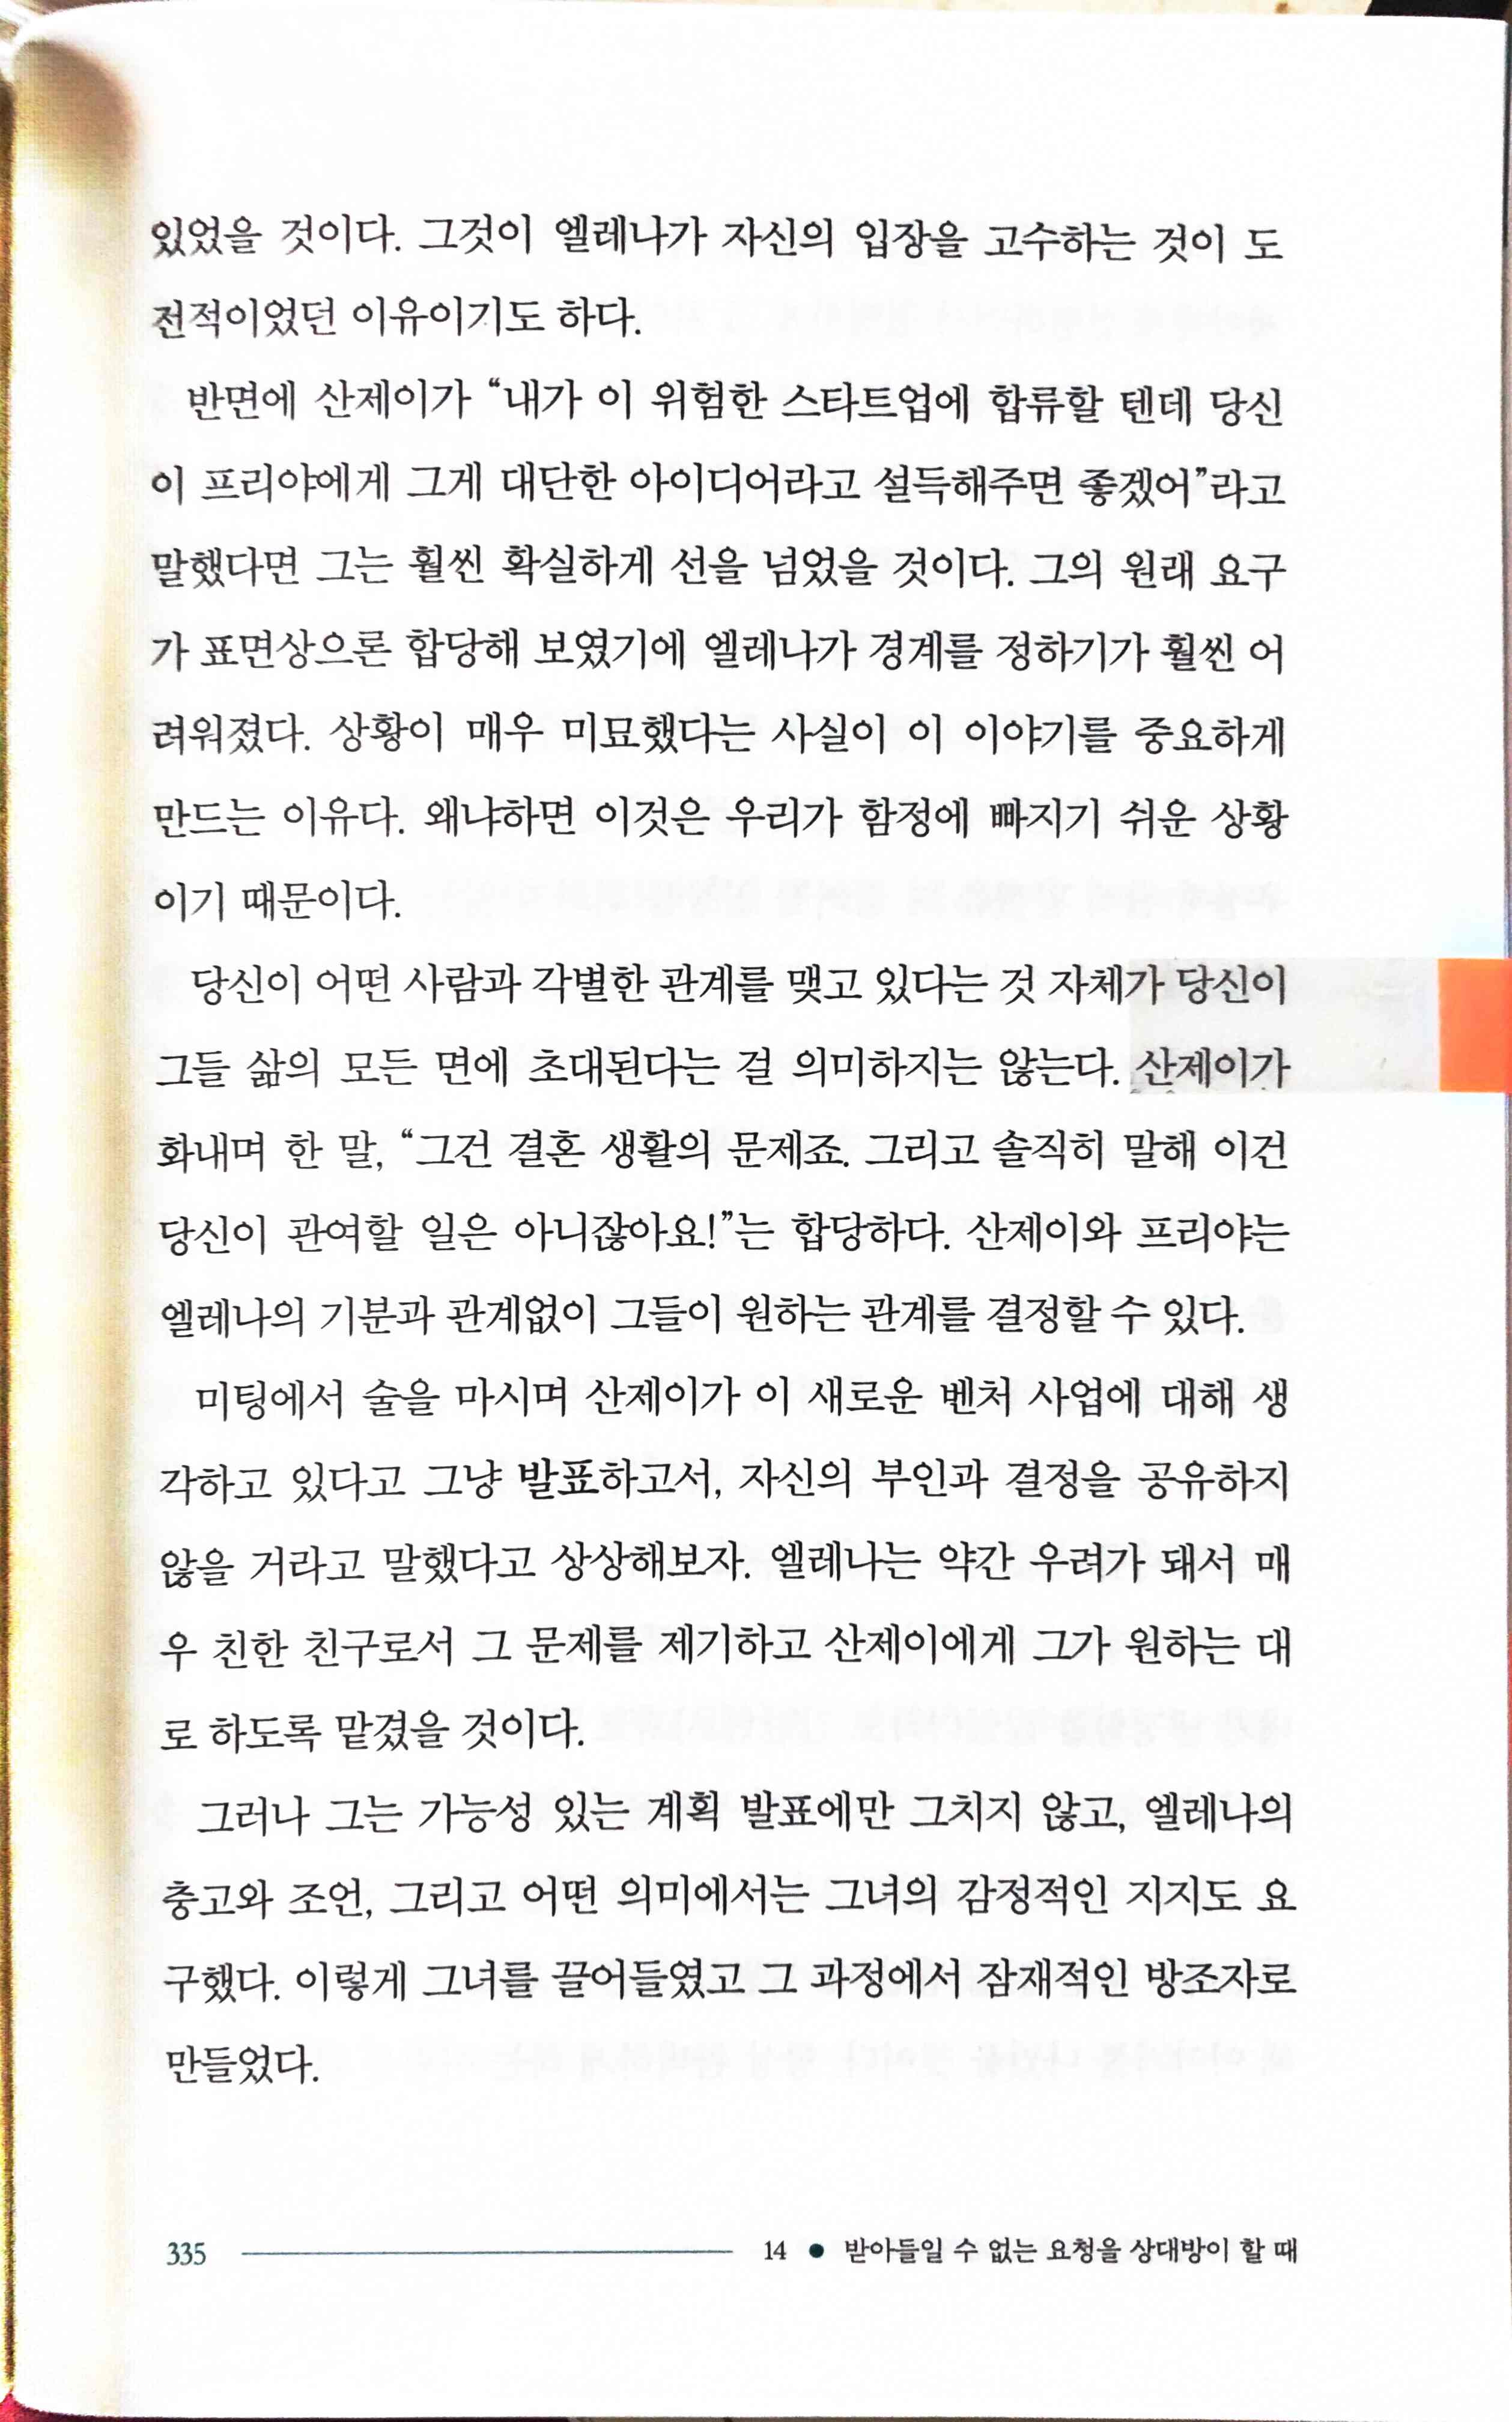 있었을 것이다. 그것이 엘레나가 자신의 입장을 고수하는 것이 도
전적이었던 이유이기도 하다.
반면에 산제이가 “내가 이 위험한 스타트업에 합류할 텐데 당신
이 프리야에게 그게 대단한 아이디어라고 설득해주면 좋겠어”라고
말했다면 그는 훨씬 확실하게 선을 넘었을 것이다. 그의 원래 요구
가 표면상으론 합당해 보였기에 엘레나가 경계를 정하기가 훨씬 어
려워졌다. 상황이 매우 미묘했다는 사실이 이 이야기를 중요하게
만드는 이유다. 왜냐하면 이것은 우리가 함정에 빠지기 쉬운 상황
이기 때문이다.
당신이 어떤 사람과 각별한 관계를 맺고 있다는 것 자체가 당신이
그들 삶의 모든 면에 초대된다는 걸 의미하지는 않는다. 산제이가
화내며 한 말, “그건 결혼 생활의 문제죠. 그리고 솔직히 말해 이건
당신이 관여할 일은 아니잖아요!”는 합당하다. 산제이와 프리야는
엘레나의 기분과 관계없이 그들이 원하는 관계를 결정할 수 있다.
미팅에서 술을 마시며 산제이가 이 새로운 벤처 사업에 대해 생
각하고 있다고 그냥 발표하고서, 자신의 부인과 결정을 공유하지
않을 거라고 말했다고 상상해보자. 엘레나는 약간 우려가 돼서 매
우 친한 친구로서 그 문제를 제기하고 산제이에게 그가 원하는 대
로 하도록 맡겼을 것이다.
그러나 그는 가능성 있는 계획 발표에만 그치지 않고, 엘레나의
충고와 조언, 그리고 어떤 의미에서는 그녀의 감정적인 지지도 요
구했다. 이렇게 그녀를 끌어들였고 그 과정에서 잠재적인 방조자로
만들었다.
335 14 ● 받아들일 수 없는 요청을 상대방이 할 때